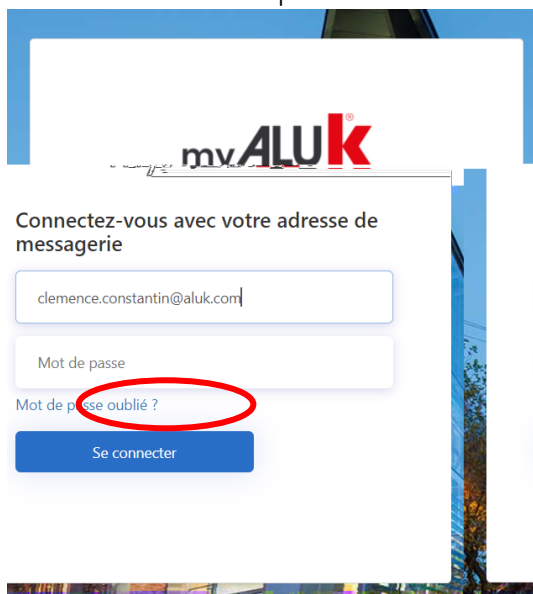 myALUK
®
Connectez-vous avec votre adresse de
messagerie
clemence.constantin@aluk.com
Mot de passe
Mot de passe oublié ?
Se connecter